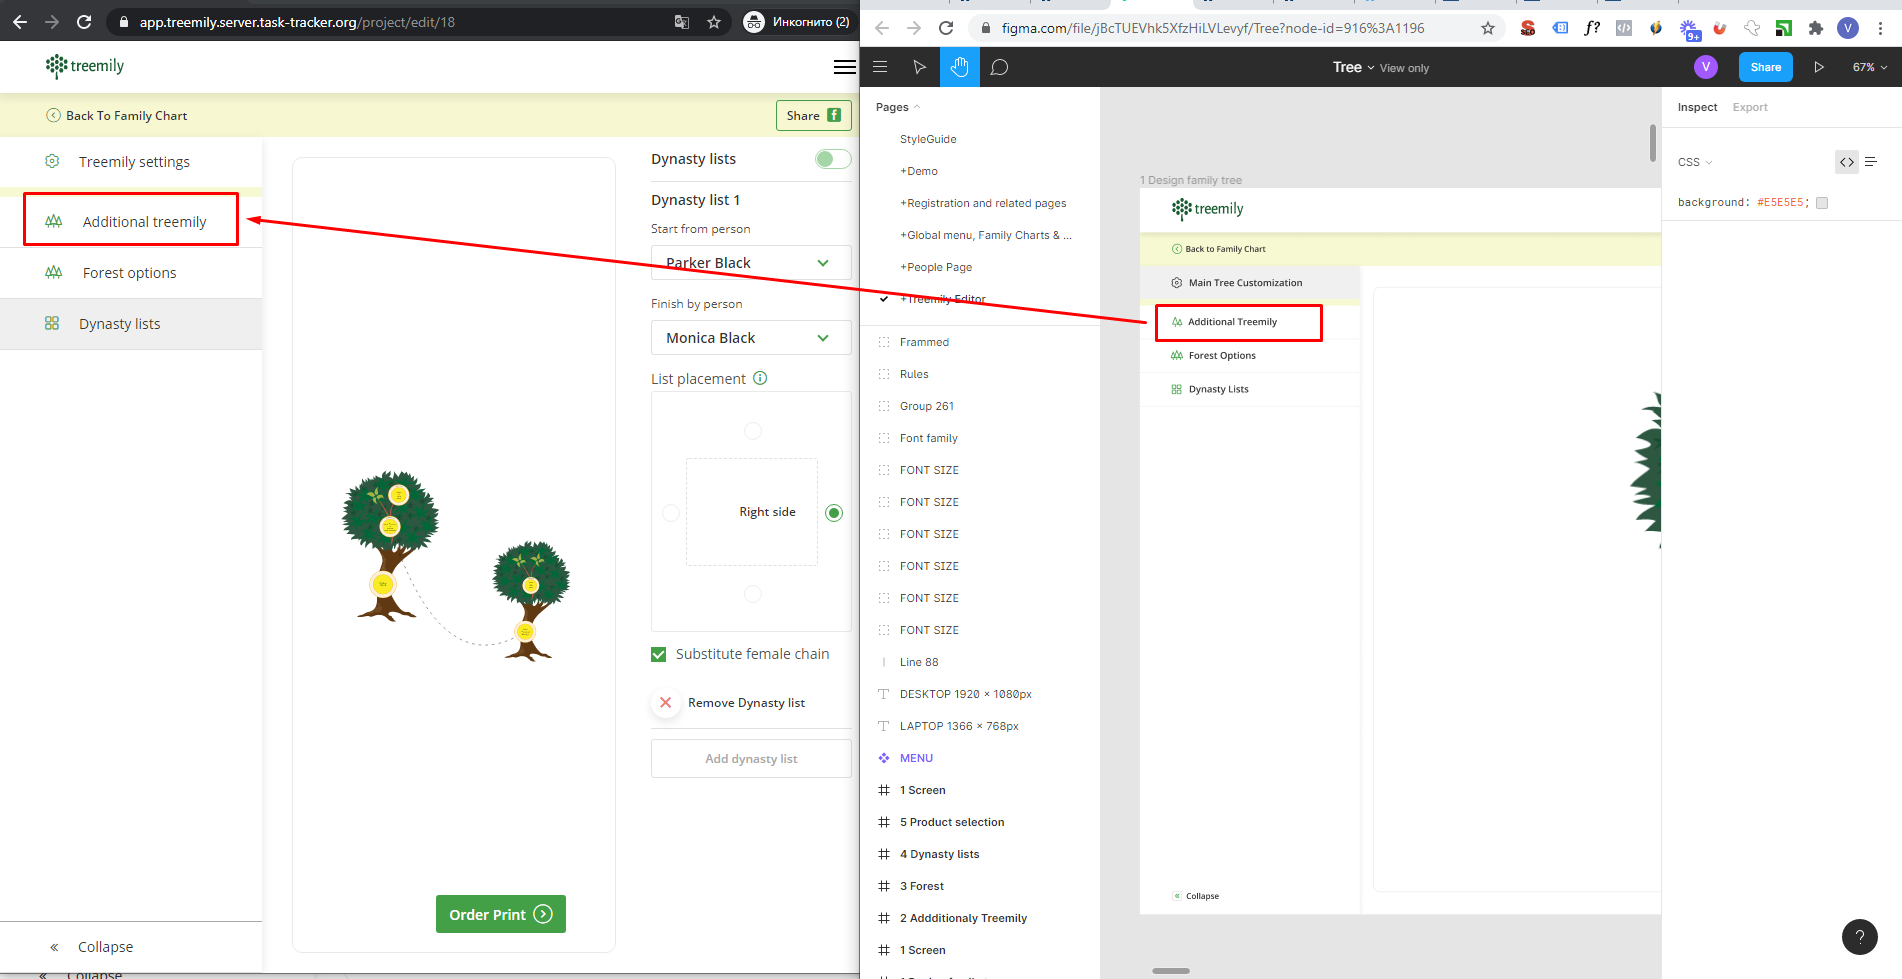 app.treemily.server.task-tracker.org/project/edit/18
Инкогнито (2)
treemily
Back To Family Chart
Share
Treemily settings
Additional treemily
Forest options
Dynasty lists
Collapse
Collapse
Order Print
Dynasty lists
Dynasty list 1
Start from person
Parker Black
Finish by person
Monica Black
List placement
Right side
Substitute female chain
Remove Dynasty list
Add dynasty list
figma.com/file/jBcTUEVhk5XfzHiLVLevyf/Tree?node-id=916%3A1196
f?
9+
V
Tree
View only
V
Share
67%
Pages
StyleGuide
+Demo
+Registration and related pages
+Global menu, Family Charts & ...
+People Page
+Treemily Editor
Frammed
Rules
Group 261
Font family
FONT SIZE
FONT SIZE
FONT SIZE
FONT SIZE
FONT SIZE
FONT SIZE
Line 88
DESKTOP 1920 × 1080px
LAPTOP 1366 × 768px
MENU
1 Screen
5 Product selection
4 Dynasty lists
3 Forest
2 Addditionaly Treemily
1 Screen
1 Design family tree
treemily
Back to Family Chart
Main Tree Customization
Additional Treemily
Forest Options
Dynasty Lists
Collapse
Inspect
Export
CSS
background: #E5E5E5;
?